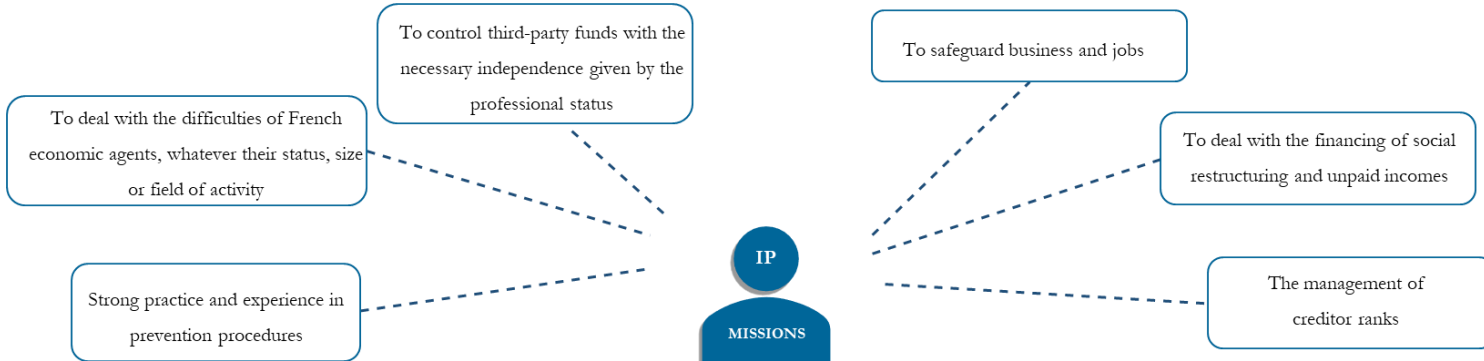 To control third-party funds with the
necessary independence given by the
professional status
To safeguard business and jobs
To deal with the difficulties of French
economic agents, whatever their status, size
or field of activity
To deal with the financing of social
restructuring and unpaid incomes
Strong practice and experience in
prevention procedures
The management of
creditor ranks
IP
MISSIONS